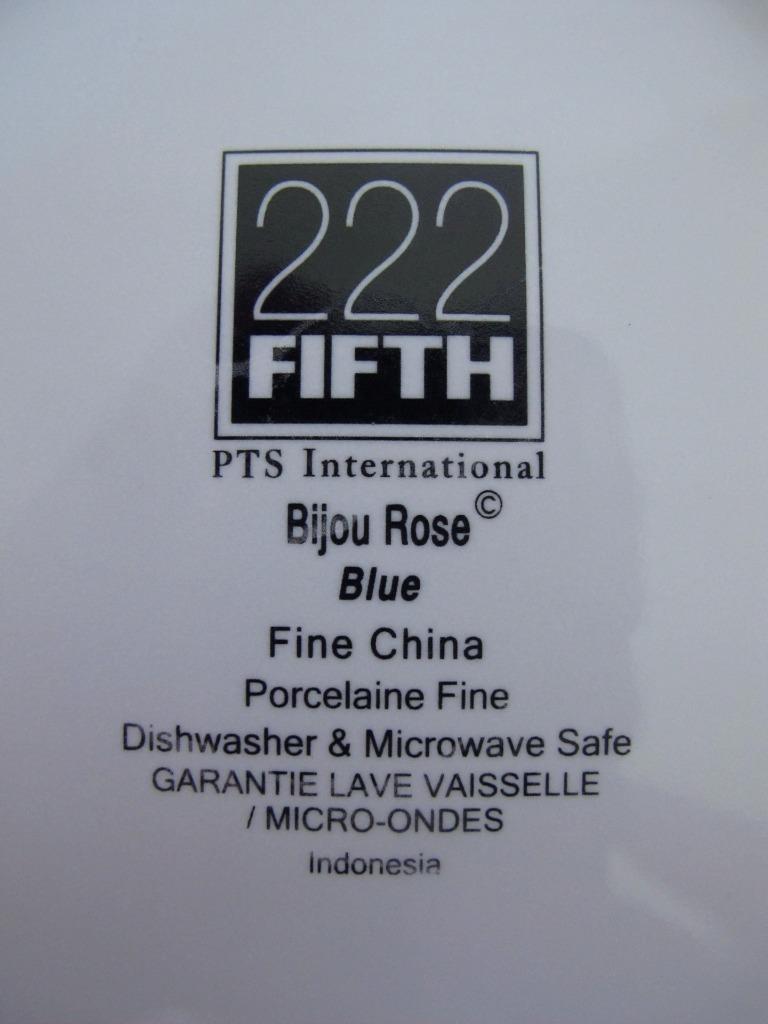 222
FIFTH
PTS International
Bijou Rose©
Blue
Fine China
Porcelaine Fine
Dishwasher & Microwave Safe
GARANTIE LAVE VAISSELLE
/ MICRO-ONDES
Indonesia